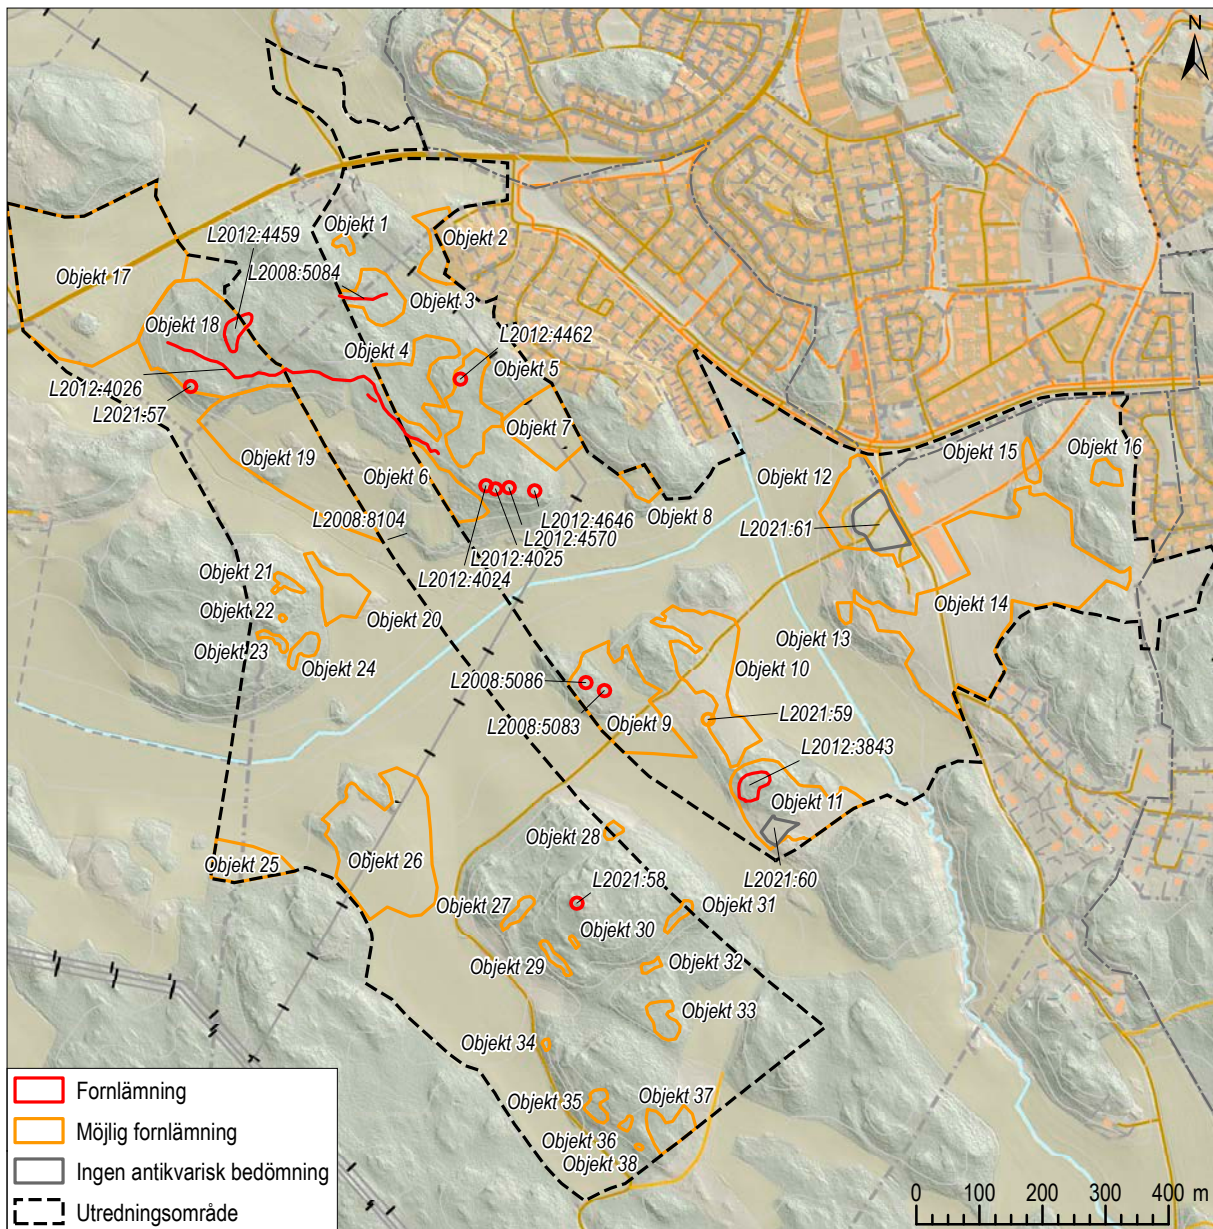 N
Objekt 1
Objekt 2
L2012:4459
L2008:5084
Objekt 17
Objekt 3
Objekt 18
L2012:4462
Objekt 4
Objekt 5
L2012:4026
L2021:57
Objekt 7
Objekt 19
Objekt 6
Objekt 12
Objekt 15
Objekt 16
L2008:8104
L2012:4646
Objekt 8
L2021:61
L2012:4570
L2012:4025
L2012:4024
Objekt 21
Objekt 22
Objekt 20
Objekt 14
Objekt 23
Objekt 24
Objekt 13
Objekt 10
L2008:5086
L2008:5083
Objekt 9
L2021:59
L2012:3843
Objekt 11
Objekt 28
Objekt 25
Objekt 26
L2021:58
L2021:60
Objekt 27
Objekt 31
Objekt 30
Objekt 29
Objekt 32
Objekt 33
Objekt 34
Objekt 35
Objekt 37
Objekt 36
Objekt 38
Fornlämning
Möjlig fornlämning
Ingen antikvarisk bedömning
Utredningsområde
0 100 200 300 400 m